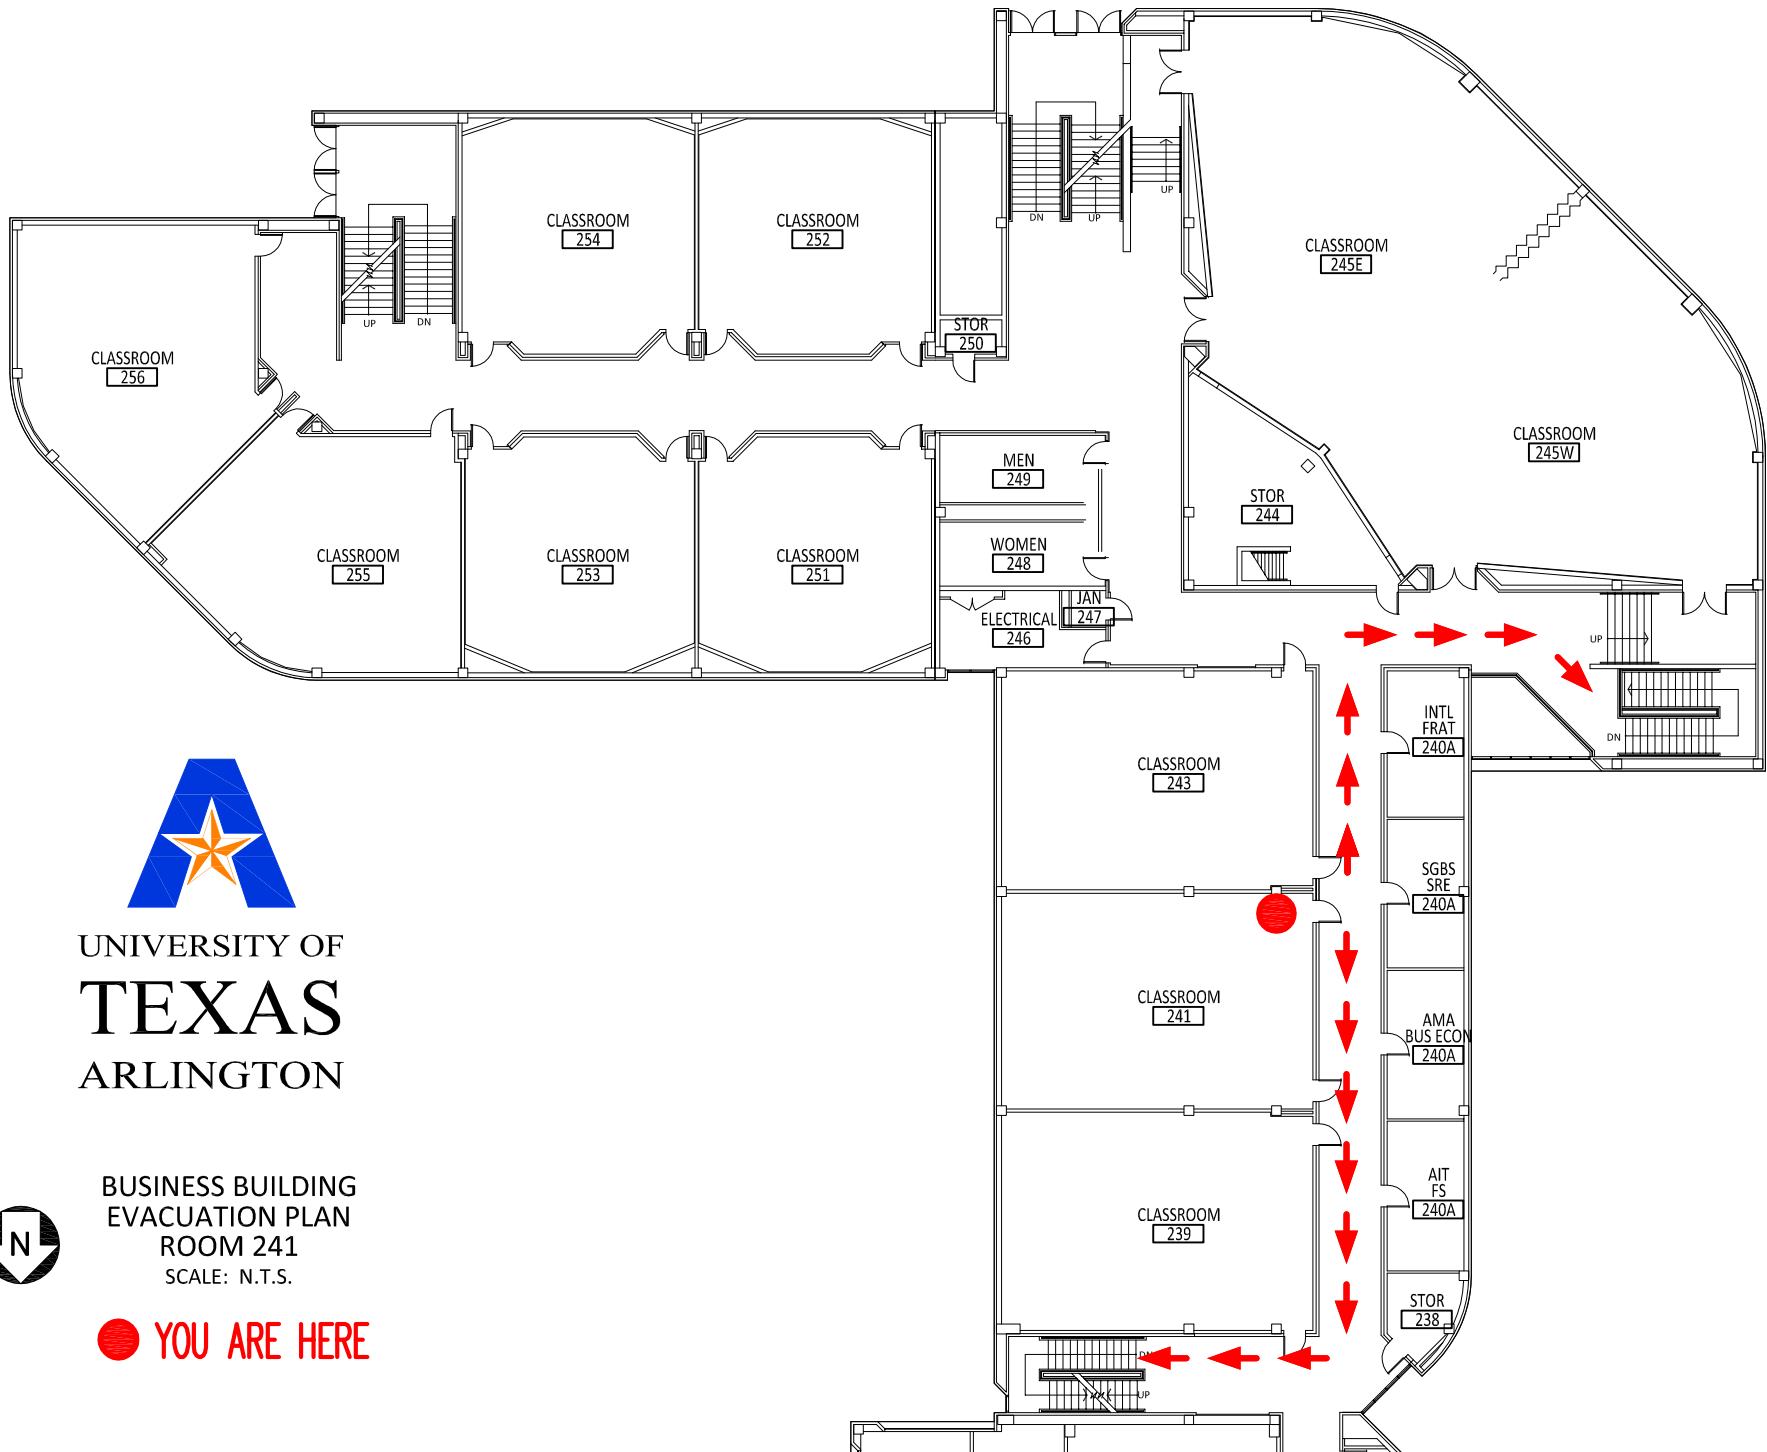 CLASSROOM
254
CLASSROOM
252
UP
DN
DN
UP
UP
STOR
250
CLASSROOM
245E
CLASSROOM
256
CLASSROOM
245W
MEN
249
STOR
244
WOMEN
248
CLASSROOM
255
CLASSROOM
253
CLASSROOM
251
JAN
247
ELECTRICAL
246
UP
DN
INTL
FRAT
240A
CLASSROOM
243
SGBS
SRE
240A
CLASSROOM
241
AMA
BUS ECON
240A
AIT
FS
240A
CLASSROOM
239
STOR
238
DN
UP
UNIVERSITY OF
TEXAS
ARLINGTON
BUSINESS BUILDING
EVACUATION PLAN
ROOM 241
SCALE: N.T.S.
N
YOU ARE HERE